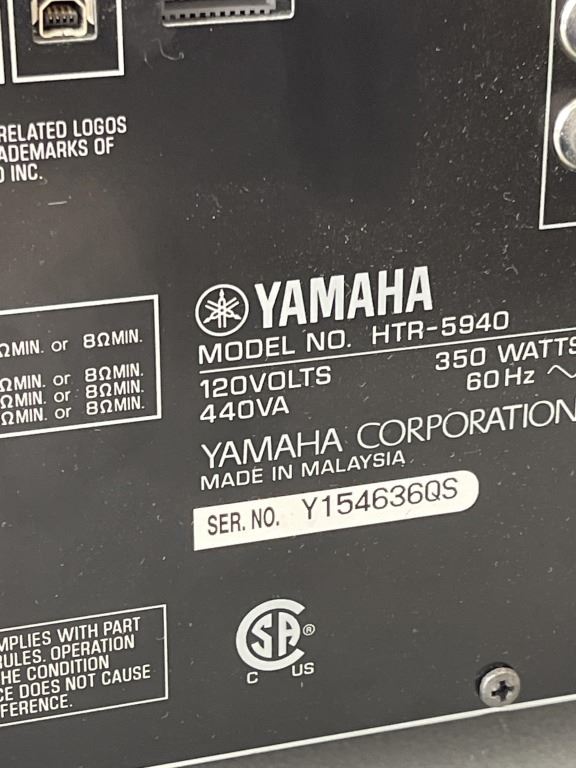 RELATED LOGOS
ADEMARKS OF
INC.
YAMAHA
MODEL NO. HTR-5940
120VOLTS 350 WATTS
440VA 60Hz ～
YAMAHA CORPORATION
MADE IN MALAYSIA
SER. NO. Y154636QS
ΩMIN. or 8ΩMIN.
ΩMIN. or 8ΩMIN.
ΩMIN. or 8ΩMIN.
ΩMIN. or 8ΩMIN.
MPLIES WITH PART
RULES. OPERATION
HE CONDITION
CE DOES NOT CAUSE
FERENCE.
SA ®
C US